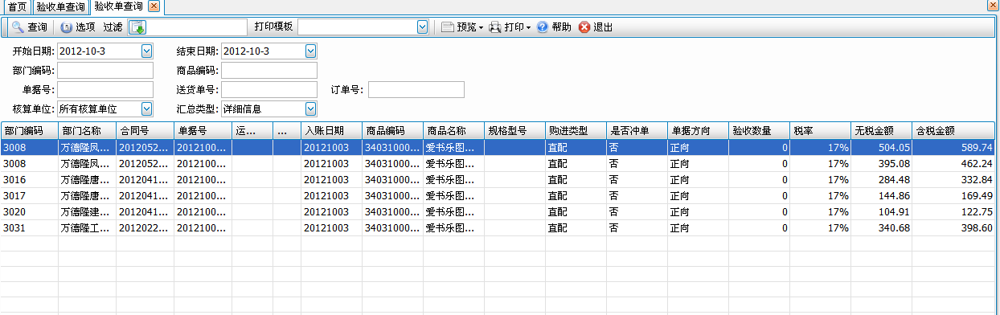 首页 验收单查询 验收单查询
查询 选项 过滤 打印模板 预览 打印 帮助 退出
开始日期: 2012-10-3 结束日期: 2012-10-3
部门编码: 商品编码:
单据号: 送货单号: 订单号:
核算单位: 所有核算单位 汇总类型: 详细信息
部门编码 部门名称 合同号 单据号 运... ... 入账日期 商品编码 商品名称 规格型号 购进类型 是否冲单 单据方向 验收数量 税率 无税金额 含税金额
3008 万德隆凤... 2012052... 2012100... 20121003 34031000... 爱书乐图... 直配 否 正向 0 17% 504.05 589.74
3008 万德隆凤... 2012052... 2012100... 20121003 34031000... 爱书乐图... 直配 否 正向 0 17% 395.08 462.24
3016 万德隆唐... 2012041... 2012100... 20121003 34031000... 爱书乐图... 直配 否 正向 0 17% 284.48 332.84
3017 万德隆唐... 2012041... 2012100... 20121003 34031000... 爱书乐图... 直配 否 正向 0 17% 144.86 169.49
3020 万德隆建... 2012041... 2012100... 20121003 34031000... 爱书乐图... 直配 否 正向 0 17% 104.91 122.75
3031 万德隆工... 2012022... 2012100... 20121003 34031000... 爱书乐图... 直配 否 正向 0 17% 340.68 398.60